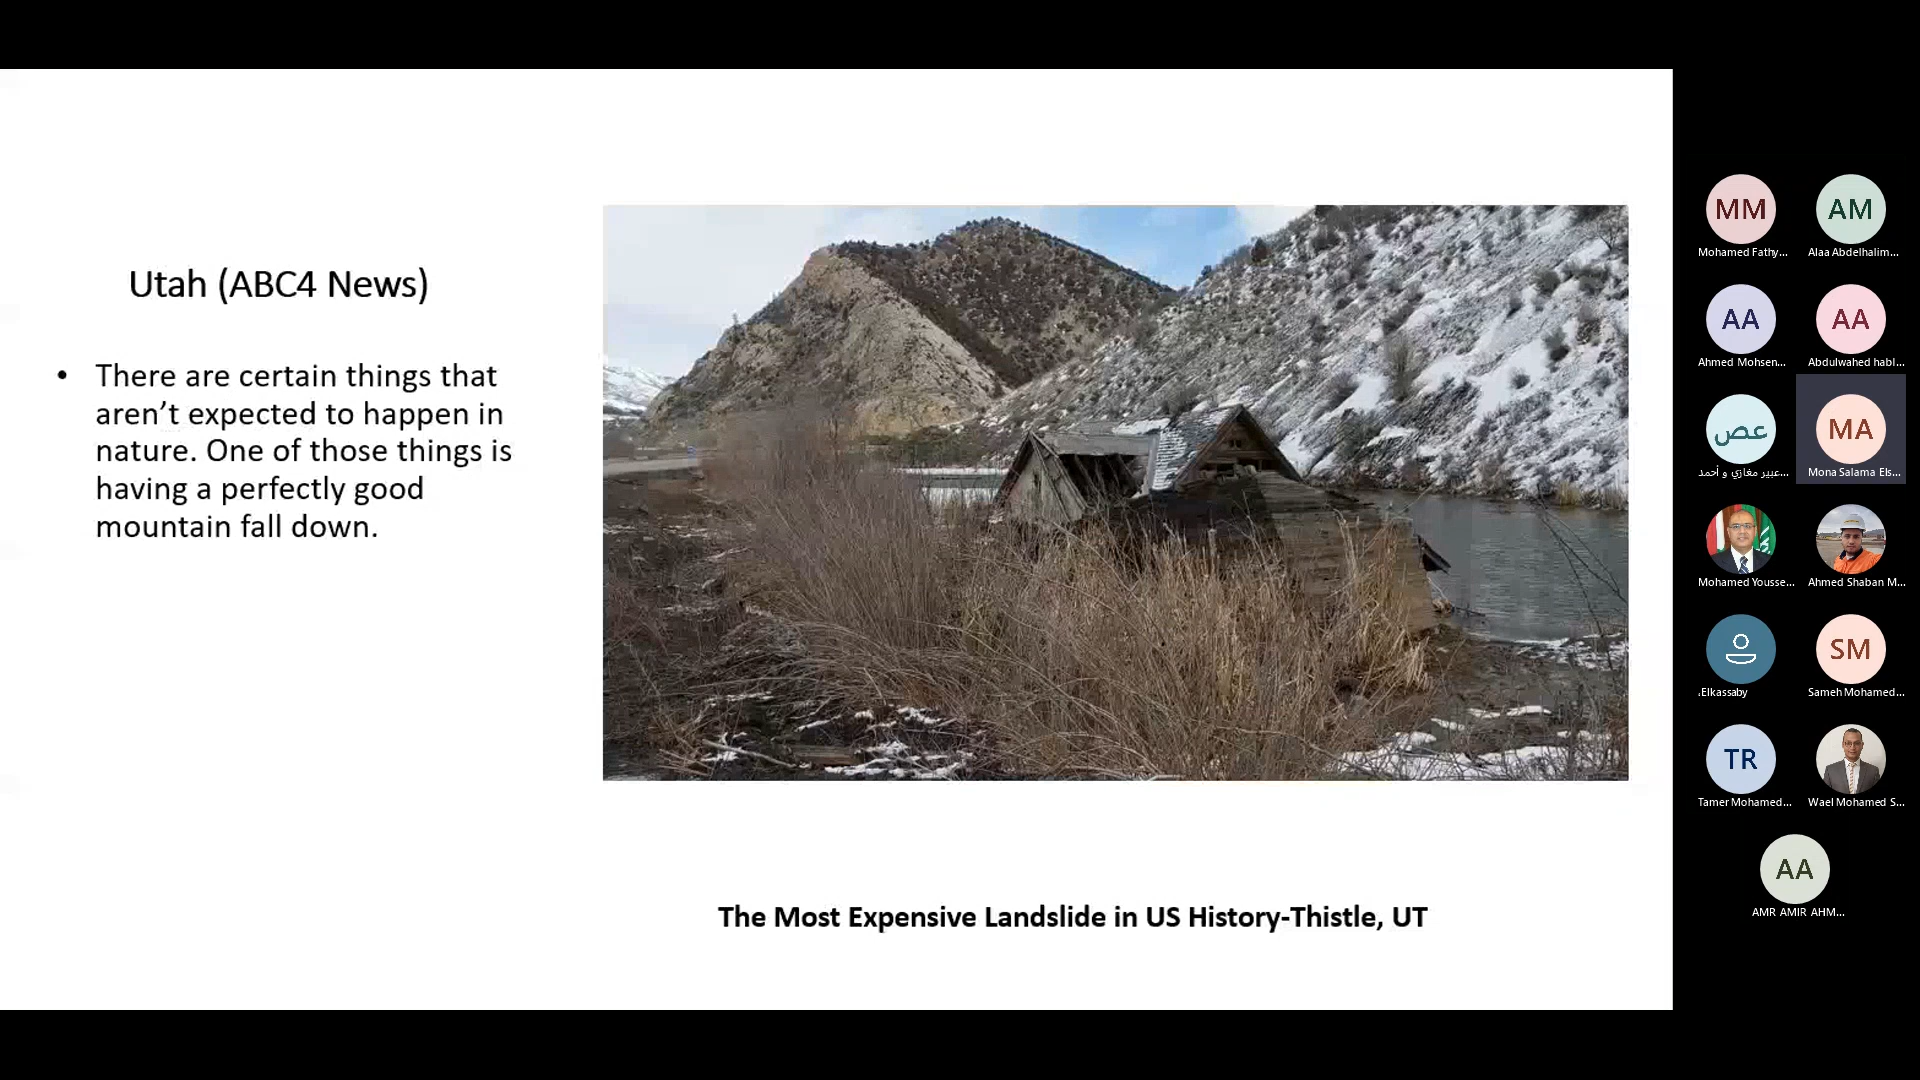 Utah (ABC4 News)
• There are certain things that
aren’t expected to happen in
nature. One of those things is
having a perfectly good
mountain fall down.
The Most Expensive Landslide in US History-Thistle, UT
MM
Mohamed Fathy...
AM
Alaa Abdelhalim...
AA
Ahmed Mohsen...
AA
Abdulwahed habl...
عص
عبير مغازي و أحمد...
MA
Mona Salama Els...
Mohamed Yousse...
Ahmed Shaban M...
.Elkassaby
SM
Sameh Mohamed...
TR
Tamer Mohamed...
Wael Mohamed S...
AA
AMR AMIR AHM...